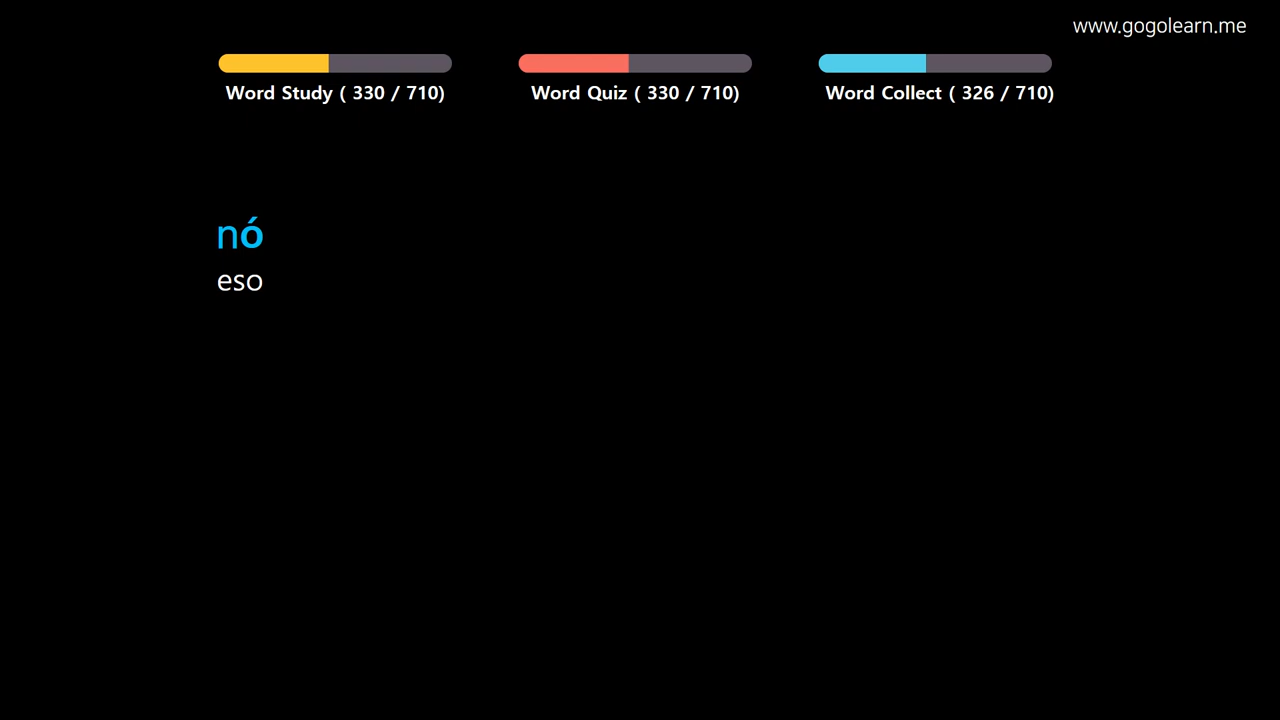 www.gogolearn.me
Word Study ( 330 / 710)
Word Quiz ( 330 / 710)
Word Collect ( 326 / 710)
nó
eso